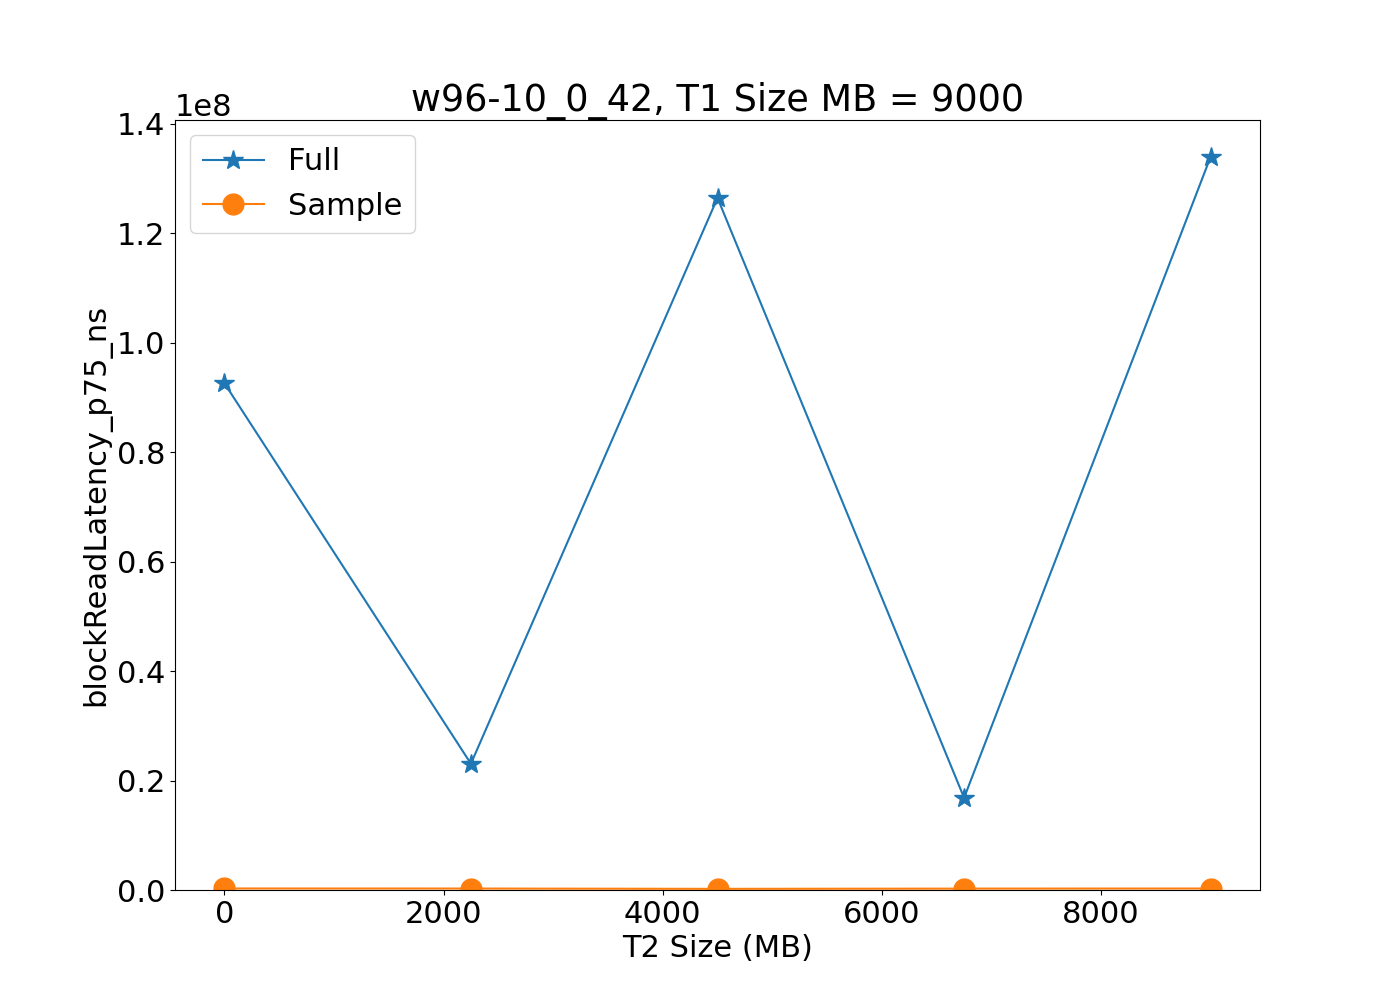 w96-10_0_42, T1 Size MB = 9000
1e8
1.4
1.2
1.0
0.8
0.6
0.4
0.2
0.0
blockReadLatency_p75_ns
Full
Sample
0 2000 4000 6000 8000
T2 Size (MB)